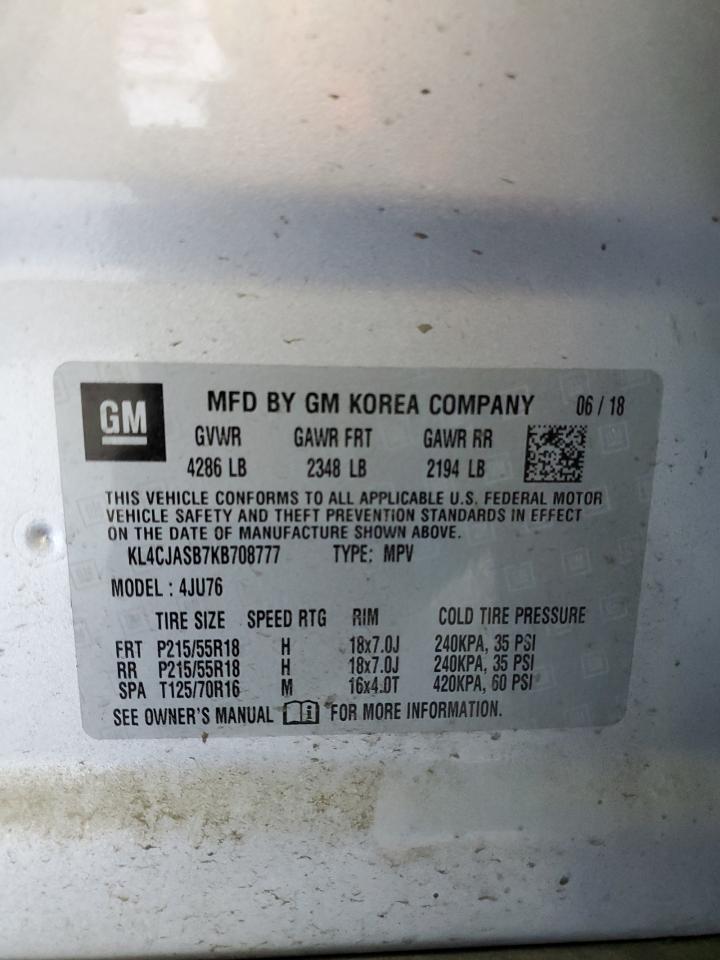 GM
MFD BY GM KOREA COMPANY 06 / 18
GVWR GAWR FRT GAWR RR
4286 LB 2348 LB 2194 LB
THIS VEHICLE CONFORMS TO ALL APPLICABLE U.S. FEDERAL MOTOR
VEHICLE SAFETY AND THEFT PREVENTION STANDARDS IN EFFECT
ON THE DATE OF MANUFACTURE SHOWN ABOVE.
KL4CJASB7KB708777 TYPE: MPV
MODEL : 4JU76
TIRE SIZE SPEED RTG RIM COLD TIRE PRESSURE
FRT P215/55R18 H 18x7.0J 240KPA, 35 PSI
RR P215/55R18 H 18x7.0J 240KPA, 35 PSI
SPA T125/70R16 M 16x4.0T 420KPA, 60 PSI
SEE OWNER'S MANUAL i FOR MORE INFORMATION.